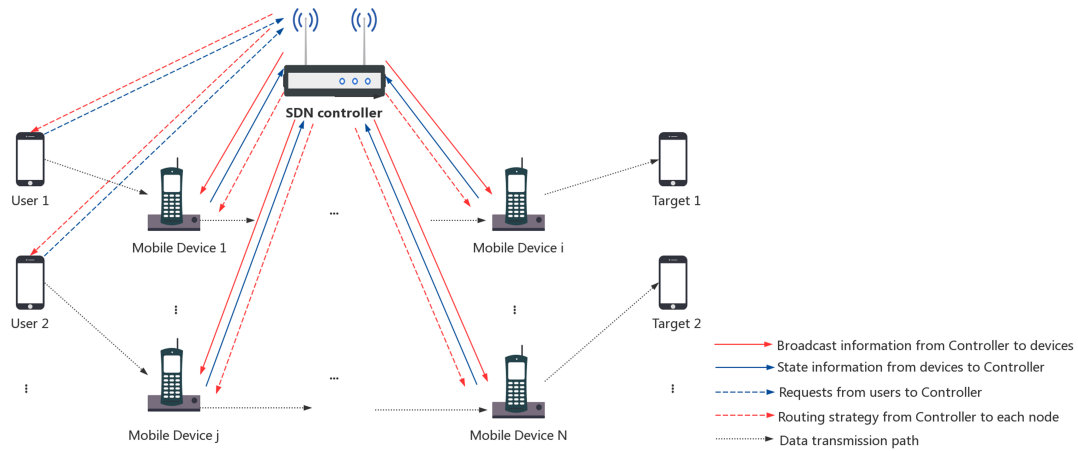 SDN controller
User 1
Mobile Device 1
...
Mobile Device i
Target 1
User 2
...
...
Target 2
Mobile Device j
...
Mobile Device N
...
...
Broadcast information from Controller to devices
State information from devices to Controller
Requests from users to Controller
Routing strategy from Controller to each node
Data transmission path